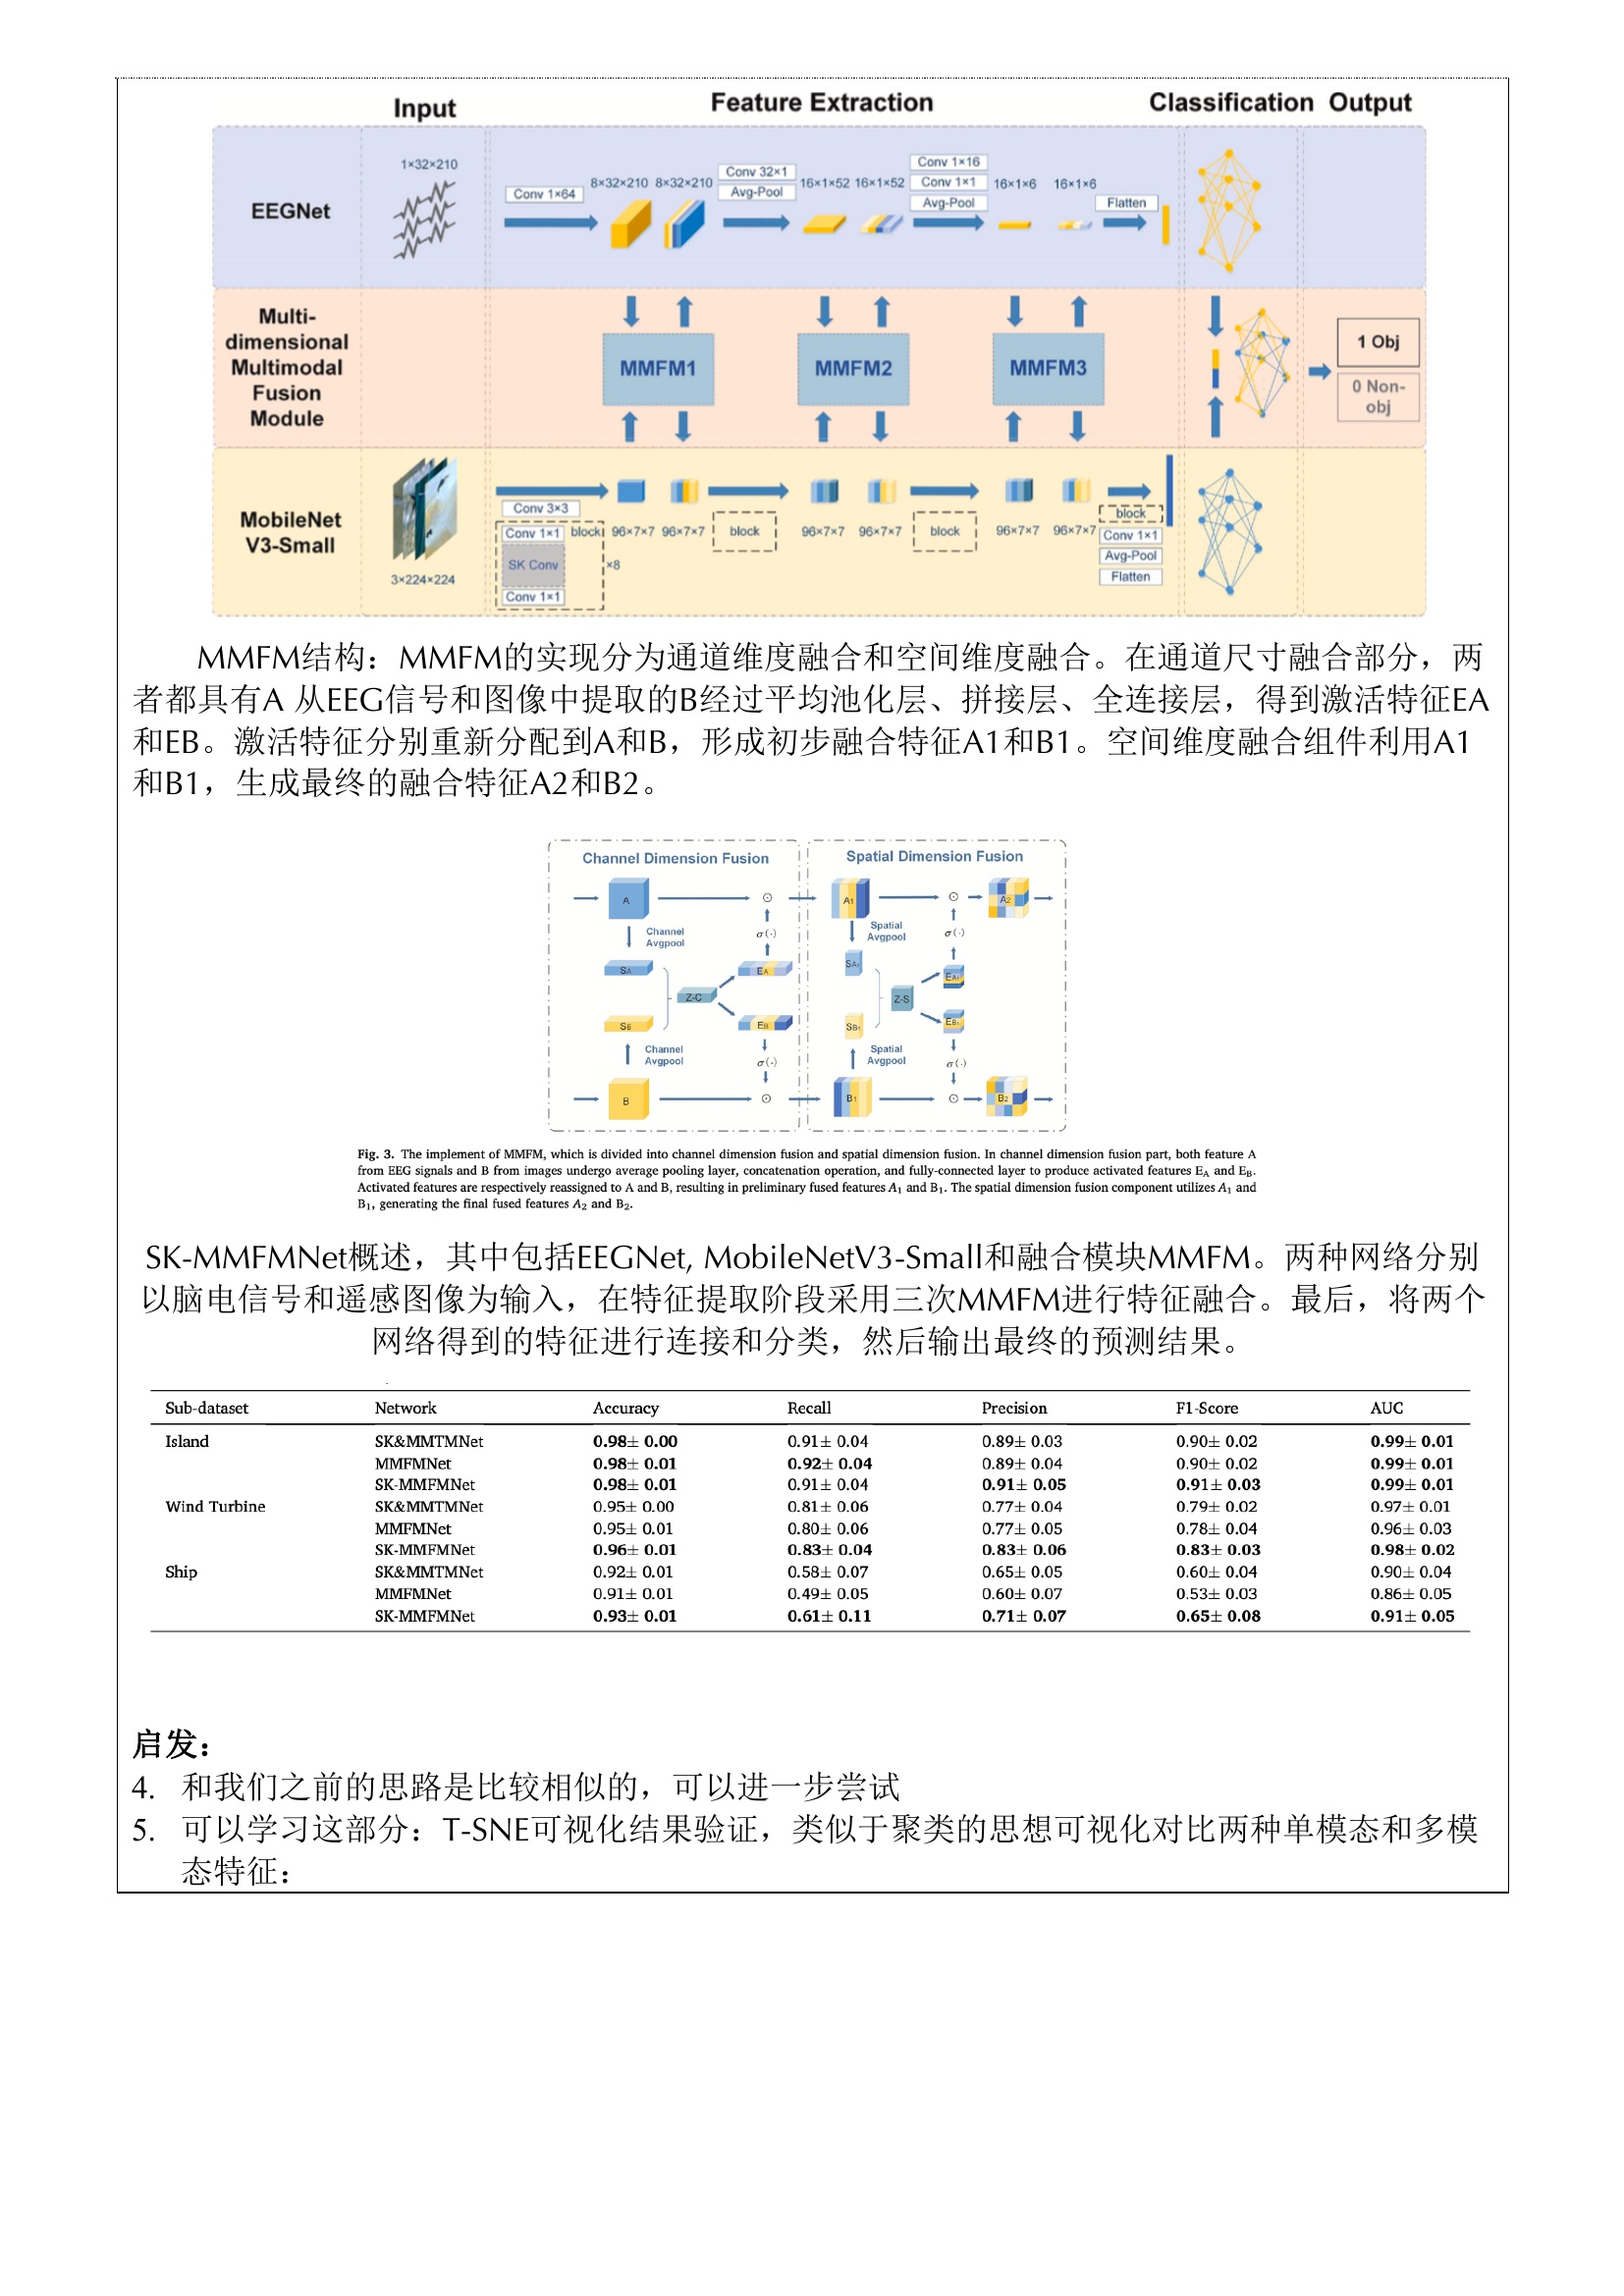 Input
Feature Extraction
Classification Output
EEGNet
1×32×210
Conv 1×64
8×32×210 8×32×210
Conv 32×1
Avg-Pool
16×1×52 16×1×52
Conv 1×16
Conv 1×1
Avg-Pool
16×1×6 16×1×6
Flatten
Multi-
dimensional
Multimodal
Fusion
Module
MMFM1
MMFM2
MMFM3
1 Obj
0 Non-
obj
MobileNet
V3-Small
3×224×224
Conv 3×3
Conv 1×1
block
SK Conv
×8
Conv 1×1
96×7×7 96×7×7
block
96×7×7 96×7×7
block
96×7×7 96×7×7
block
Conv 1×1
Avg-Pool
Flatten
MMFM结构：MMFM的实现分为通道维度融合和空间维度融合。在通道尺寸融合部分，两
者都具有A 从EEG信号和图像中提取的B经过平均池化层、拼接层、全连接层，得到激活特征EA
和EB。激活特征分别重新分配到A和B，形成初步融合特征A1和B1。空间维度融合组件利用A1
和B1，生成最终的融合特征A2和B2。
Channel Dimension Fusion
Spatial Dimension Fusion
A
⊙
A1
⊙
A2
Channel
Avgpool
σ(·)
Spatial
Avgpool
σ(·)
SA
EA
SA1
EA1
Z-C
Z-S
SB
EB
SB1
EB1
Channel
Avgpool
σ(·)
Spatial
Avgpool
σ(·)
B
⊙
B1
⊙
B2
Fig. 3. The implement of MMFM, which is divided into channel dimension fusion and spatial dimension fusion. In channel dimension fusion part, both feature A
from EEG signals and B from images undergo average pooling layer, concatenation operation, and fully-connected layer to produce activated features EA and EB.
Activated features are respectively reassigned to A and B, resulting in preliminary fused features A1 and B1. The spatial dimension fusion component utilizes A1 and
B1, generating the final fused features A2 and B2.
SK-MMFMNet概述，其中包括EEGNet, MobileNetV3-Small和融合模块MMFM。两种网络分别
以脑电信号和遥感图像为输入，在特征提取阶段采用三次MMFM进行特征融合。最后，将两个
网络得到的特征进行连接和分类，然后输出最终的预测结果。
Sub-dataset Network Accuracy Recall Precision F1-Score AUC
Island SK&MMTMNet 0.98± 0.00 0.91± 0.04 0.89± 0.03 0.90± 0.02 0.99± 0.01
MMFMNet 0.98± 0.01 0.92± 0.04 0.89± 0.04 0.90± 0.02 0.99± 0.01
SK-MMFMNet 0.98± 0.01 0.91± 0.04 0.91± 0.05 0.91± 0.03 0.99± 0.01
Wind Turbine SK&MMTMNet 0.95± 0.00 0.81± 0.06 0.77± 0.04 0.79± 0.02 0.97± 0.01
MMFMNet 0.95± 0.01 0.80± 0.06 0.77± 0.05 0.78± 0.04 0.96± 0.03
SK-MMFMNet 0.96± 0.01 0.83± 0.04 0.83± 0.06 0.83± 0.03 0.98± 0.02
Ship SK&MMTMNet 0.92± 0.01 0.58± 0.07 0.65± 0.05 0.60± 0.04 0.90± 0.04
MMFMNet 0.91± 0.01 0.49± 0.05 0.60± 0.07 0.53± 0.03 0.86± 0.05
SK-MMFMNet 0.93± 0.01 0.61± 0.11 0.71± 0.07 0.65± 0.08 0.91± 0.05
启发：
4. 和我们之前的思路是比较相似的，可以进一步尝试
5. 可以学习这部分：T-SNE可视化结果验证，类似于聚类的思想可视化对比两种单模态和多模
态特征：